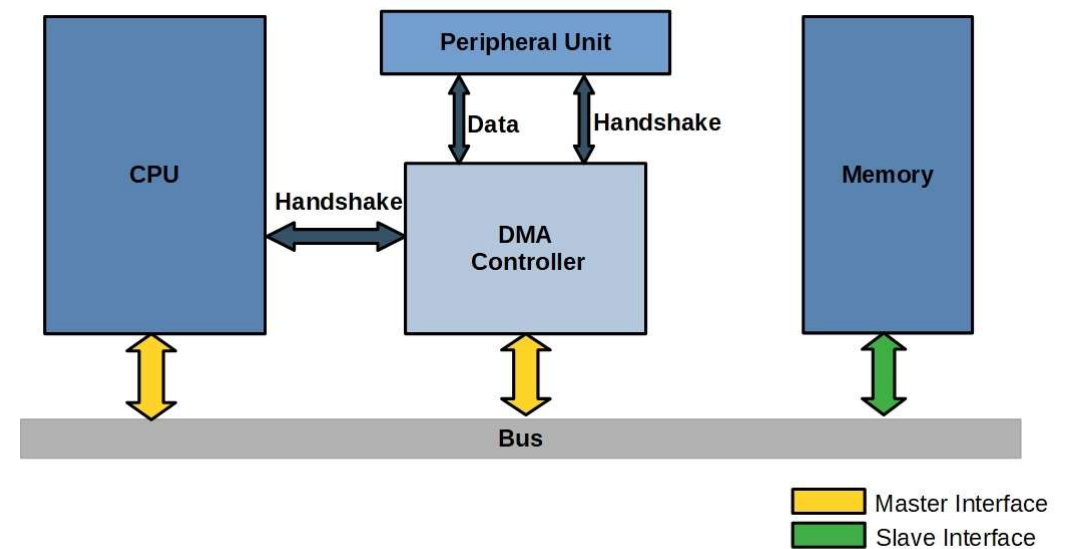 Peripheral Unit
Data
Handshake
CPU
Memory
Handshake
DMA
Controller
Bus
Master Interface
Slave Interface